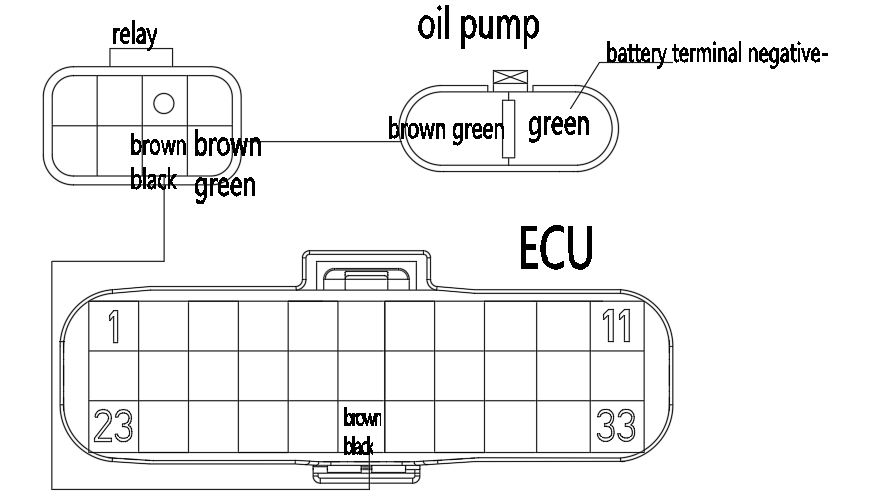 relay
oil pump
battery terminal negative-
brown green
green
brown
black
brown
green
ECU
1
11
23
33
brown
black